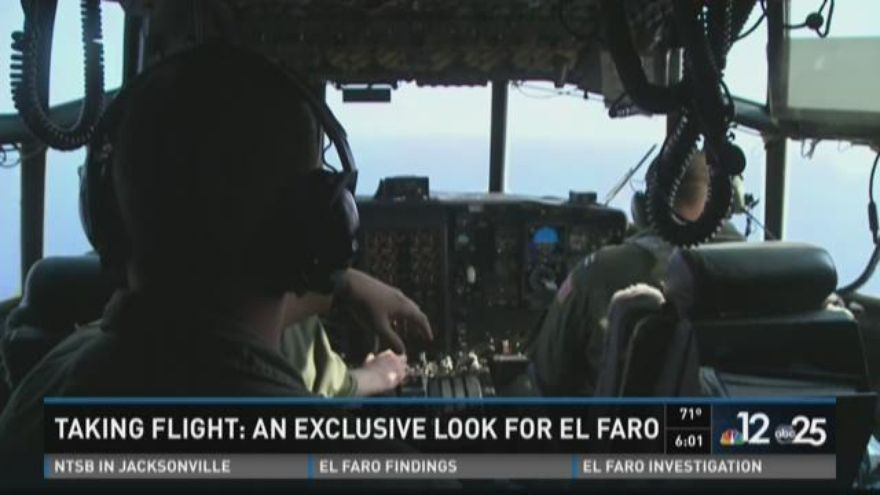 TAKING FLIGHT: AN EXCLUSIVE LOOK FOR EL FARO
71°
6:01
12 abc 25
NTSB IN JACKSONVILLE
EL FARO FINDINGS
EL FARO INVESTIGATION